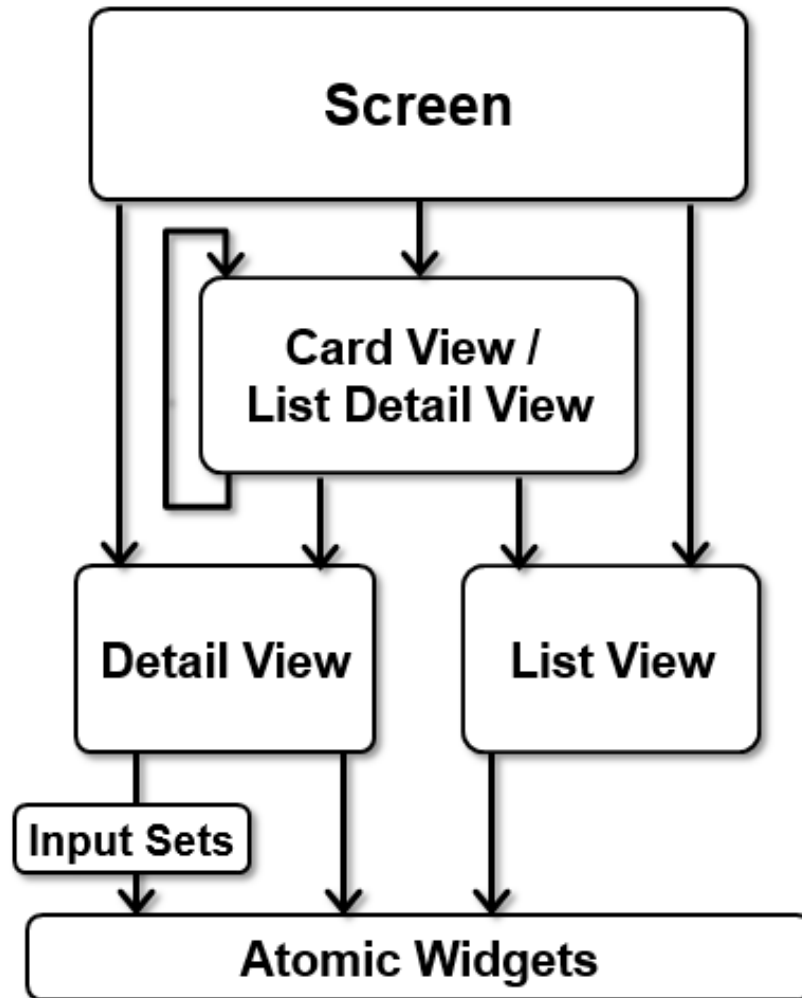 Screen
Card View /
List Detail View
Detail View
List View
Input Sets
Atomic Widgets